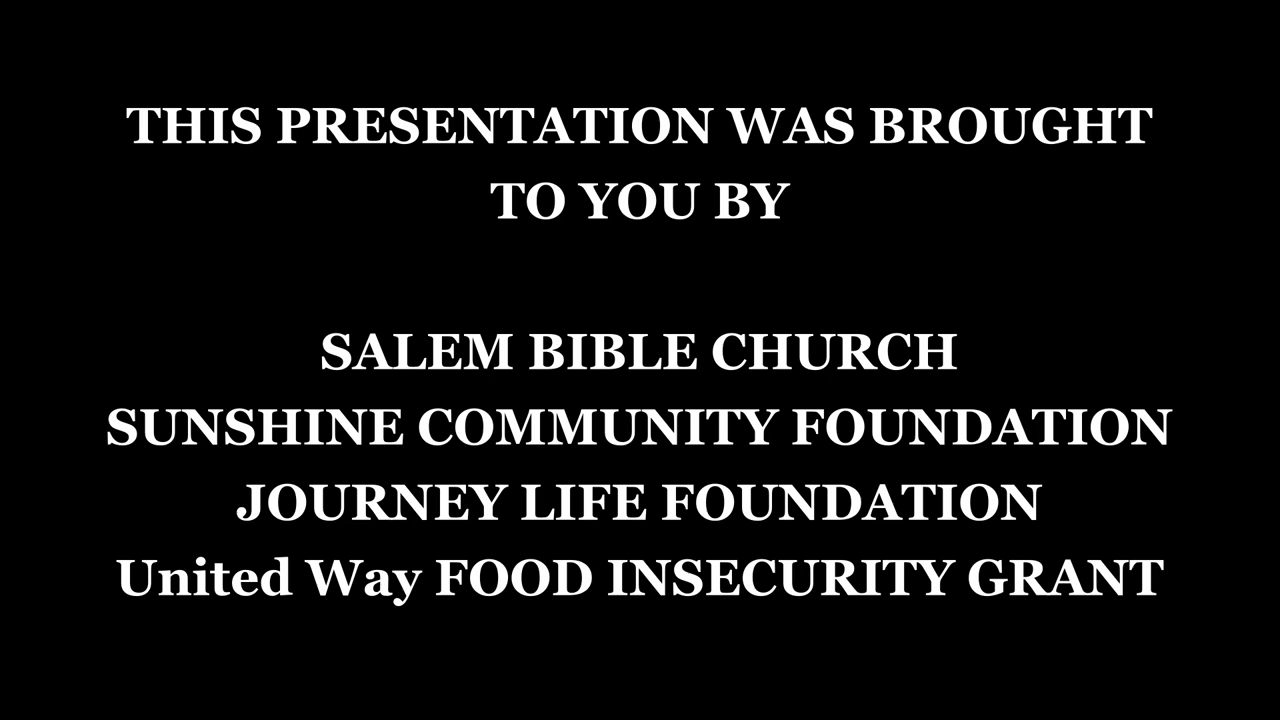 THIS PRESENTATION WAS BROUGHT
TO YOU BY
SALEM BIBLE CHURCH
SUNSHINE COMMUNITY FOUNDATION
JOURNEY LIFE FOUNDATION
United Way FOOD INSECURITY GRANT